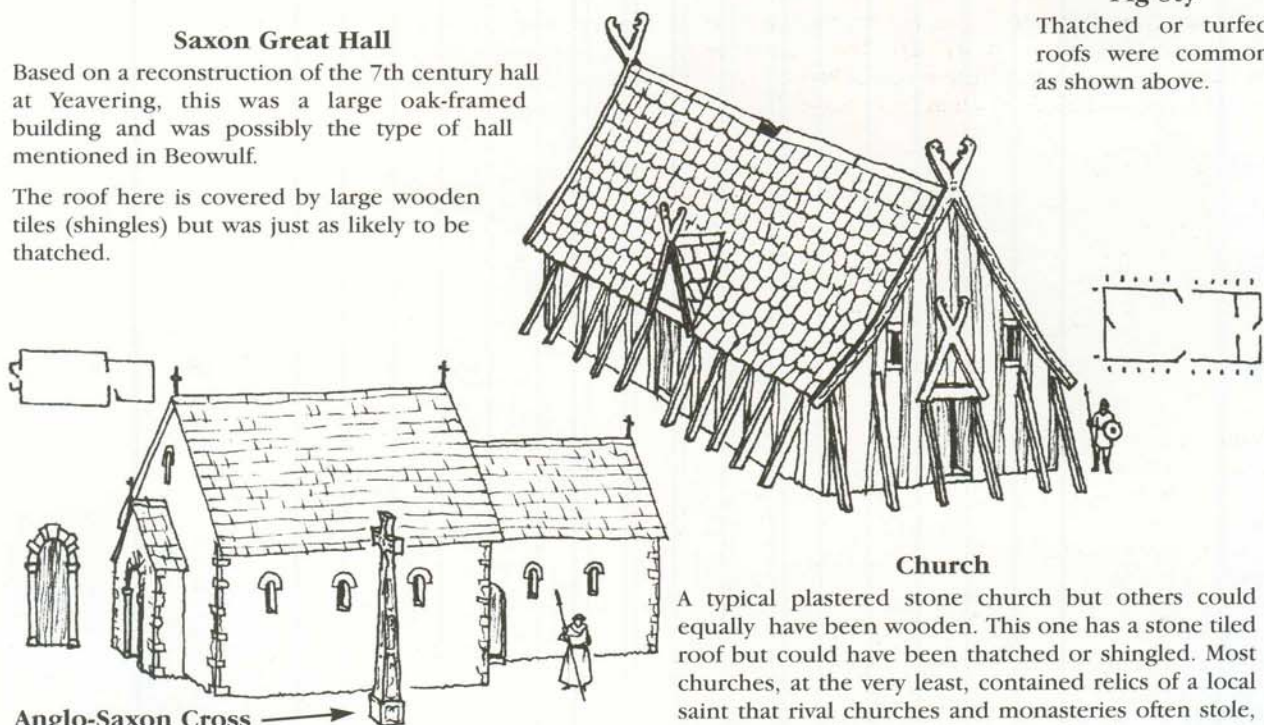 Saxon Great Hall
Based on a reconstruction of the 7th century hall
at Yeavering, this was a large oak-framed
building and was possibly the type of hall
mentioned in Beowulf.
The roof here is covered by large wooden
tiles (shingles) but was just as likely to be
thatched.
Thatched or turfed
roofs were common
as shown above.
Church
A typical plastered stone church but others could
equally have been wooden. This one has a stone tiled
roof but could have been thatched or shingled. Most
churches, at the very least, contained relics of a local
saint that rival churches and monasteries often stole,
Anglo-Saxon Cross